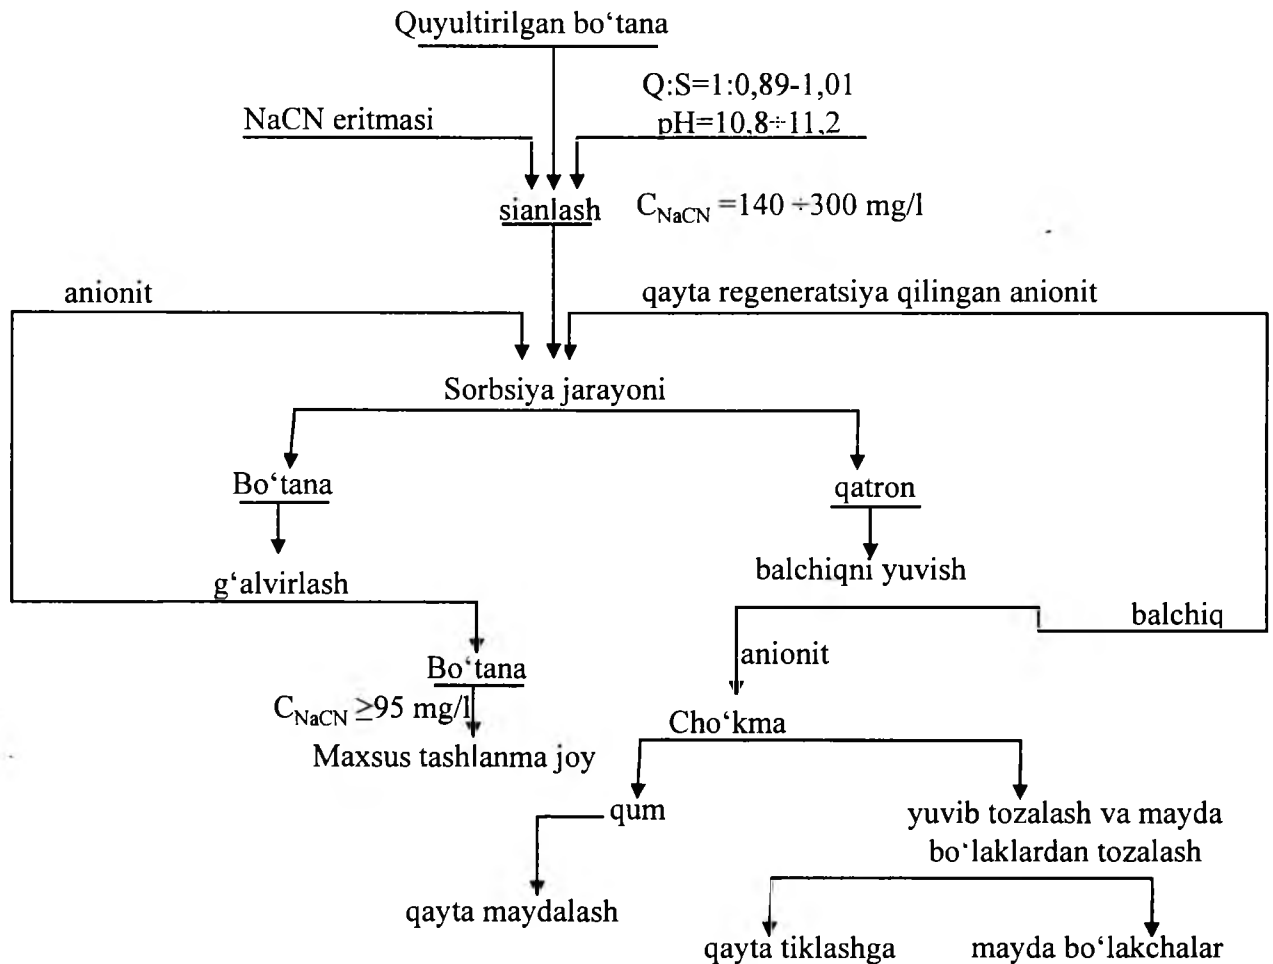 Quyultirilgan bo‘tana
Q:S=1:0,89-1,01
NaCN eritmasi
pH=10,8÷11,2
sianlash
C_NaCN =140 ÷300 mg/l
anionit
qayta regeneratsiya qilingan anionit
Sorbsiya jarayoni
Bo‘tana
qatron
g‘alvirlash
balchiqni yuvish
balchiq
anionit
Bo‘tana
C_NaCN ≥95 mg/l
Cho‘kma
Maxsus tashlanma joy
qum
yuvib tozalash va mayda
bo‘laklardan tozalash
qayta maydalash
qayta tiklashga
mayda bo‘lakchalar